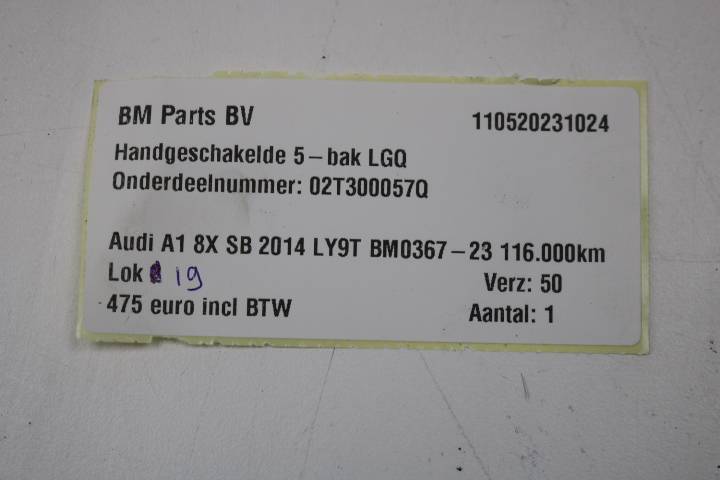 BM Parts BV 110520231024
Handgeschakelde 5-bak LGQ
Onderdeelnummer: 02T300057Q
Audi A1 8X SB 2014 LY9T BM0367-23 116.000km
Lok 19 Verz: 50
475 euro incl BTW Aantal: 1